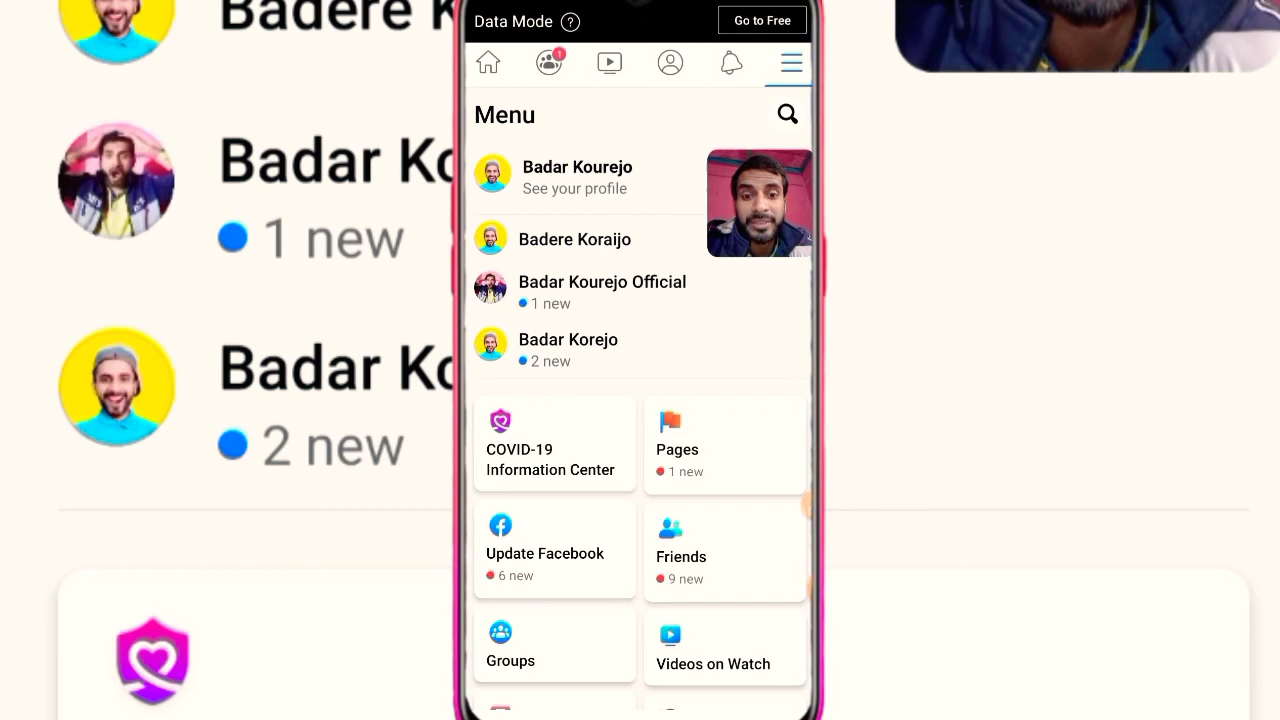 Badere K
Badar Ko
1 new
Badar Ko
2 new
Data Mode ?
Go to Free
1
Menu
Badar Kourejo
See your profile
Badere Koraijo
Badar Kourejo Official
1 new
Badar Korejo
2 new
COVID-19
Information Center
Pages
1 new
Update Facebook
6 new
Friends
9 new
Groups
Videos on Watch